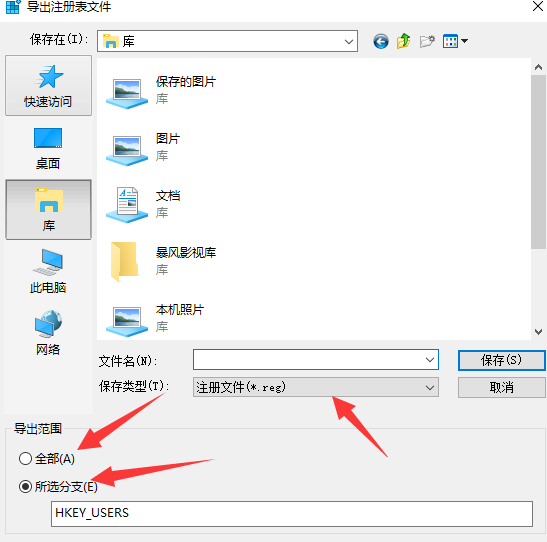 导出注册表文件
保存在(I):
库
快速访问
桌面
库
此电脑
网络
保存的图片
库
图片
库
文档
库
暴风影视库
库
本机照片
库
文件名(N):
保存(S)
保存类型(T):
注册文件(*.reg)
取消
导出范围
全部(A)
所选分支(E)
HKEY_USERS